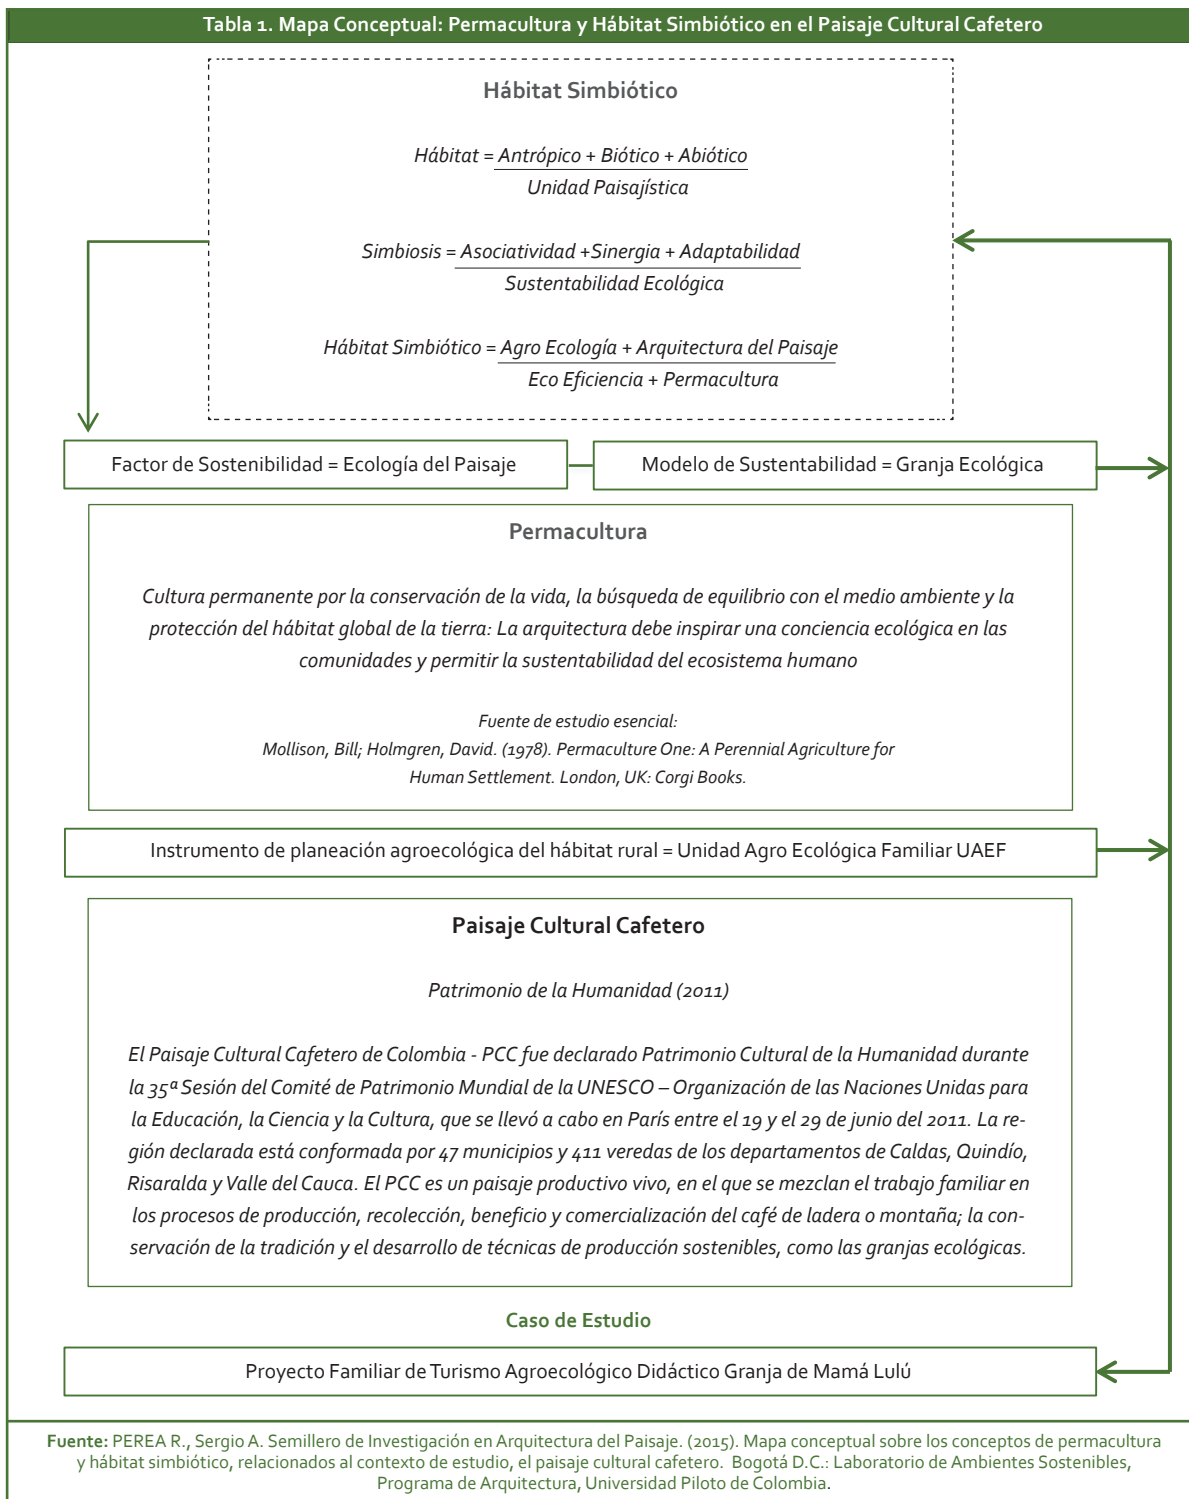 Tabla 1. Mapa Conceptual: Permacultura y Hábitat Simbiótico en el Paisaje Cultural Cafetero
Hábitat Simbiótico
Hábitat = Antrópico + Biótico + Abiótico
Unidad Paisajística
Simbiosis = Asociatividad +Sinergia + Adaptabilidad
Sustentabilidad Ecológica
Hábitat Simbiótico = Agro Ecología + Arquitectura del Paisaje
Eco Eficiencia + Permacultura
Factor de Sostenibilidad = Ecología del Paisaje
Modelo de Sustentabilidad = Granja Ecológica
Permacultura
Cultura permanente por la conservación de la vida, la búsqueda de equilibrio con el medio ambiente y la
protección del hábitat global de la tierra: La arquitectura debe inspirar una conciencia ecológica en las
comunidades y permitir la sustentabilidad del ecosistema humano
Fuente de estudio esencial:
Mollison, Bill; Holmgren, David. (1978). Permaculture One: A Perennial Agriculture for
Human Settlement. London, UK: Corgi Books.
Instrumento de planeación agroecológica del hábitat rural = Unidad Agro Ecológica Familiar UAEF
Paisaje Cultural Cafetero
Patrimonio de la Humanidad (2011)
El Paisaje Cultural Cafetero de Colombia - PCC fue declarado Patrimonio Cultural de la Humanidad durante
la 35ª Sesión del Comité de Patrimonio Mundial de la UNESCO – Organización de las Naciones Unidas para
la Educación, la Ciencia y la Cultura, que se llevó a cabo en París entre el 19 y el 29 de junio del 2011. La re-
gión declarada está conformada por 47 municipios y 411 veredas de los departamentos de Caldas, Quindío,
Risaralda y Valle del Cauca. El PCC es un paisaje productivo vivo, en el que se mezclan el trabajo familiar en
los procesos de producción, recolección, beneficio y comercialización del café de ladera o montaña; la con-
servación de la tradición y el desarrollo de técnicas de producción sostenibles, como las granjas ecológicas.
Caso de Estudio
Proyecto Familiar de Turismo Agroecológico Didáctico Granja de Mamá Lulú
Fuente: PEREA R., Sergio A. Semillero de Investigación en Arquitectura del Paisaje. (2015). Mapa conceptual sobre los conceptos de permacultura
y hábitat simbiótico, relacionados al contexto de estudio, el paisaje cultural cafetero. Bogotá D.C.: Laboratorio de Ambientes Sostenibles,
Programa de Arquitectura, Universidad Piloto de Colombia.